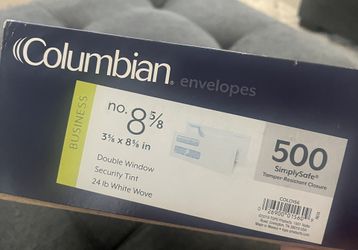 Columbian® envelopes
BUSINESS
no. 8 5/8
3 5/8 x 8 5/8 in
Double Window
Security Tint
24 lb White Wove
500
SimplySafe®
Tamper-Resistant Closure
COLO156